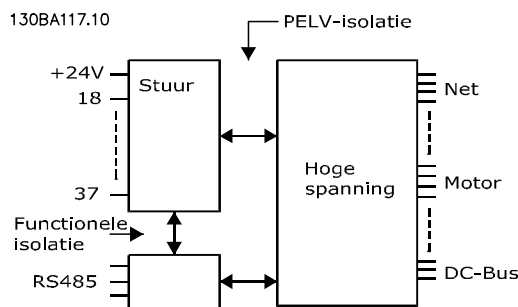 130BA117.10
PELV-isolatie
+24V
Stuur
18
Net
Hoge
spanning
Motor
37
Functionele
isolatie
RS485
DC-Bus